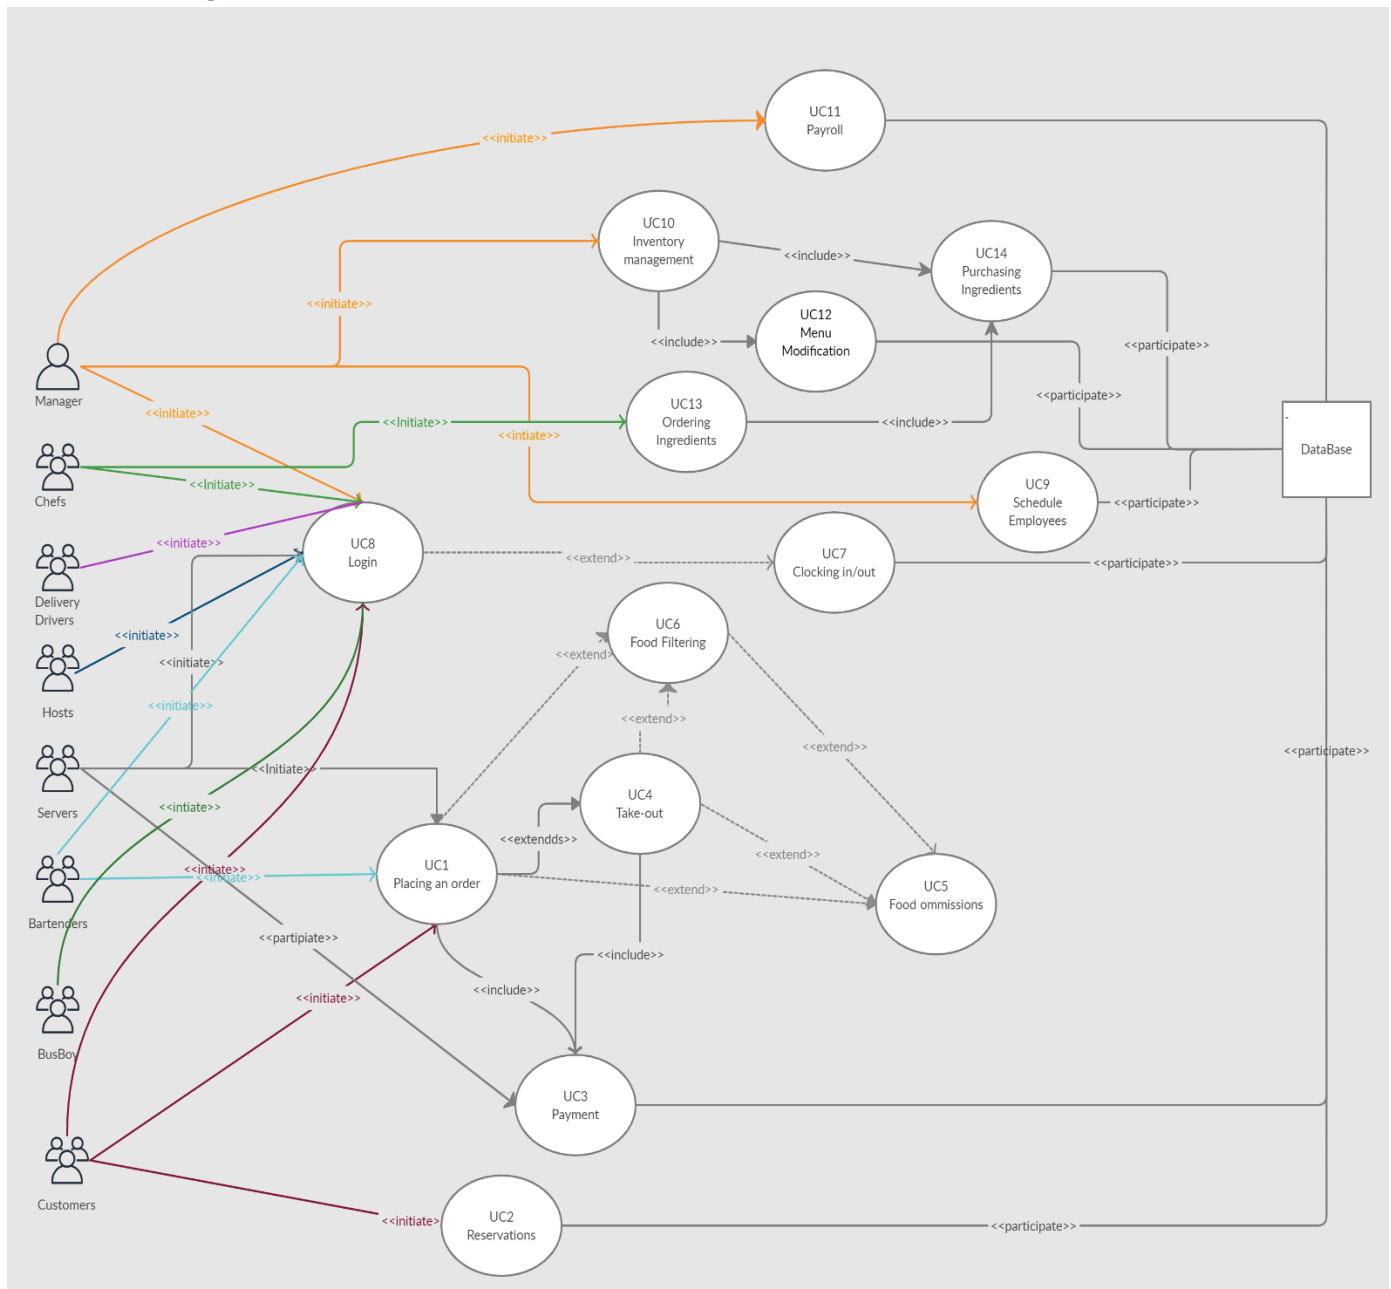 UC11
Payroll
<<initiate>>
UC10
Inventory
management
<<include>>
UC14
Purchasing
Ingredients
<<initiate>>
UC12
Menu
Modification
<<include>>
<<participate>>
Manager
<<initiate>>
<<Initiate>>
UC13
Ordering
Ingredients
<<include>>
<<participate>>
<<intiate>>
-
DataBase
Chefs
<<Initiate>>
UC9
Schedule
Employees
<<participate>>
<<initiate>>
UC8
Login
<<extend>>
UC7
Clocking in/out
<<participate>>
Delivery
Drivers
<<initiate>>
<<initiate>>
UC6
Food Filtering
<<extend>
Hosts
<<initiate>>
<<extend>>
<<extend>>
<<participate>>
Servers
<<Initiate>>
<<intiate>>
UC4
Take-out
<<extendds>>
UC1
Placing an order
<<extend>>
<<extend>>
UC5
Food ommissions
<<intiate>>
<<initiate>>
Bartenders
<<partipiate>>
<<include>>
<<include>>
<<initiate>>
BusBoy
UC3
Payment
Customers
<<initiate>
UC2
Reservations
<<participate>>